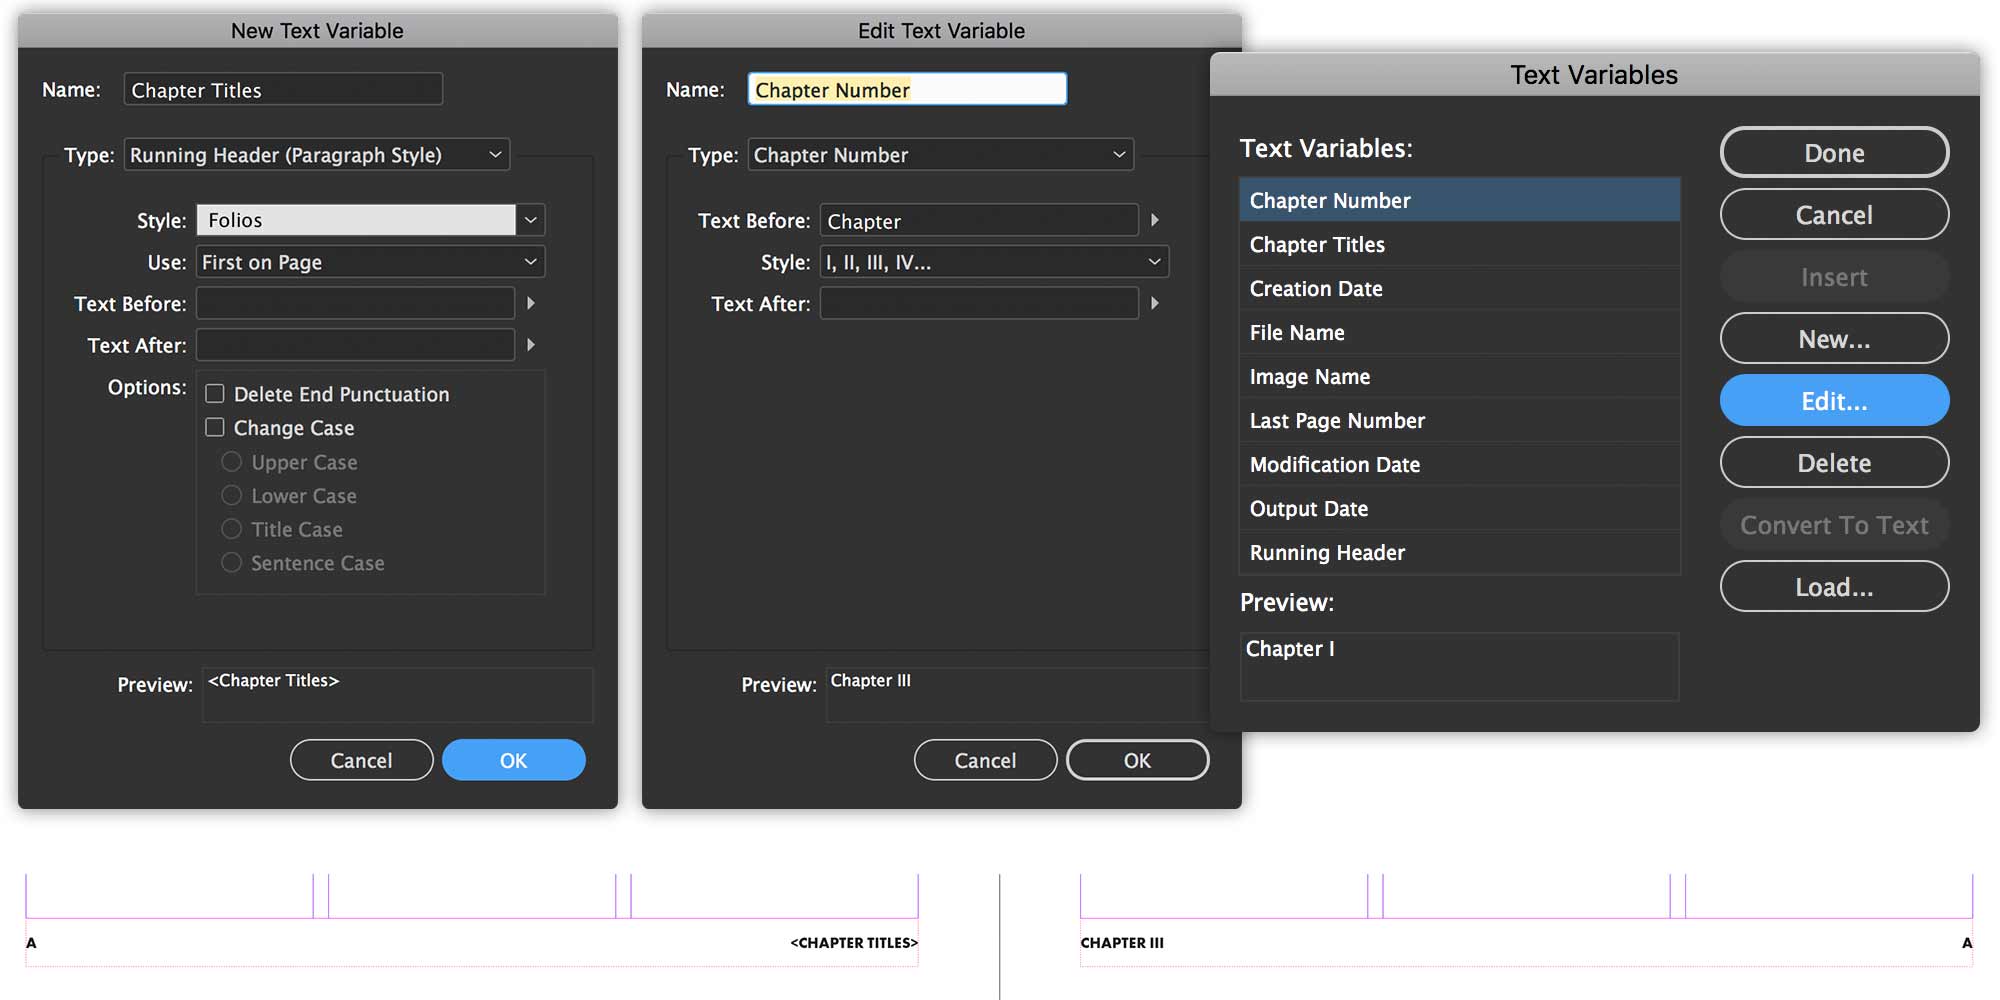 New Text Variable
Name: Chapter Titles
Type: Running Header (Paragraph Style)
Style: Folios
Use: First on Page
Text Before:
Text After:
Options:
Delete End Punctuation
Change Case
Upper Case
Lower Case
Title Case
Sentence Case
Preview: <Chapter Titles>
Cancel OK
Edit Text Variable
Name: Chapter Number
Type: Chapter Number
Text Before: Chapter
Style: I, II, III, IV...
Text After:
Preview: Chapter III
Cancel OK
Text Variables
Text Variables:
Chapter Number
Chapter Titles
Creation Date
File Name
Image Name
Last Page Number
Modification Date
Output Date
Running Header
Preview:
Chapter I
Done
Cancel
Insert
New...
Edit...
Delete
Convert To Text
Load...
A <CHAPTER TITLES>
CHAPTER III A